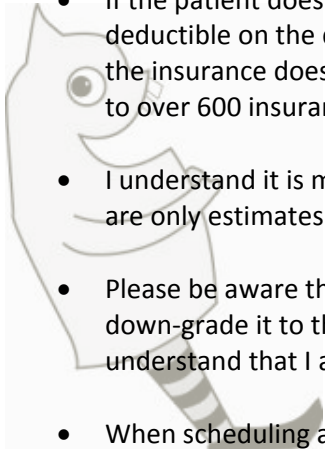 • If the patient does
deductible on the
the insurance does
to over 600 insuran
• I understand it is m
are only estimates
• Please be aware th
down-grade it to th
understand that I a
• When scheduling a